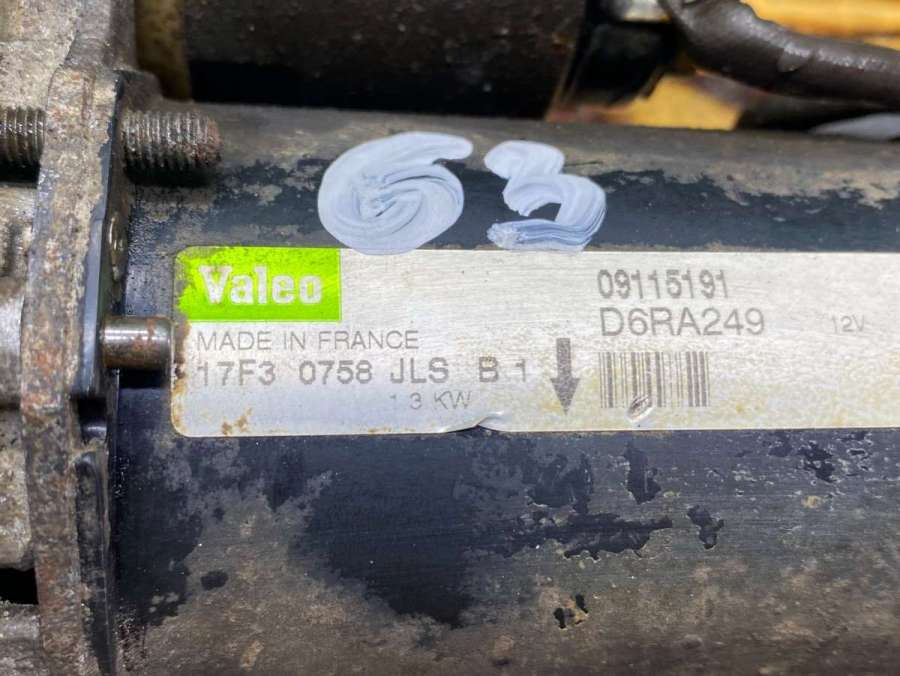 63
Valeo
MADE IN FRANCE
17F3 0758 JLS B.1
1.3 KW
09115191
D6RA249
12V